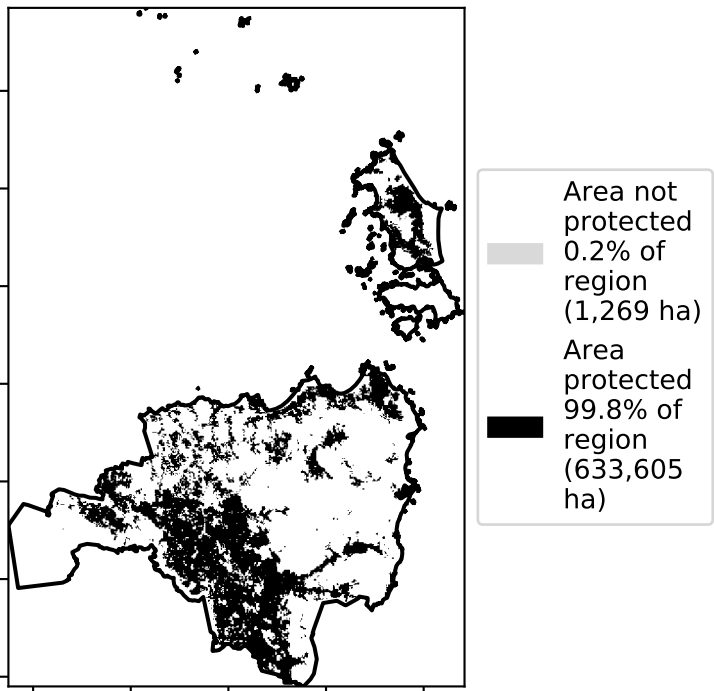 Area not
protected
0.2% of
region
(1,269 ha)
Area
protected
99.8% of
region
(633,605
ha)